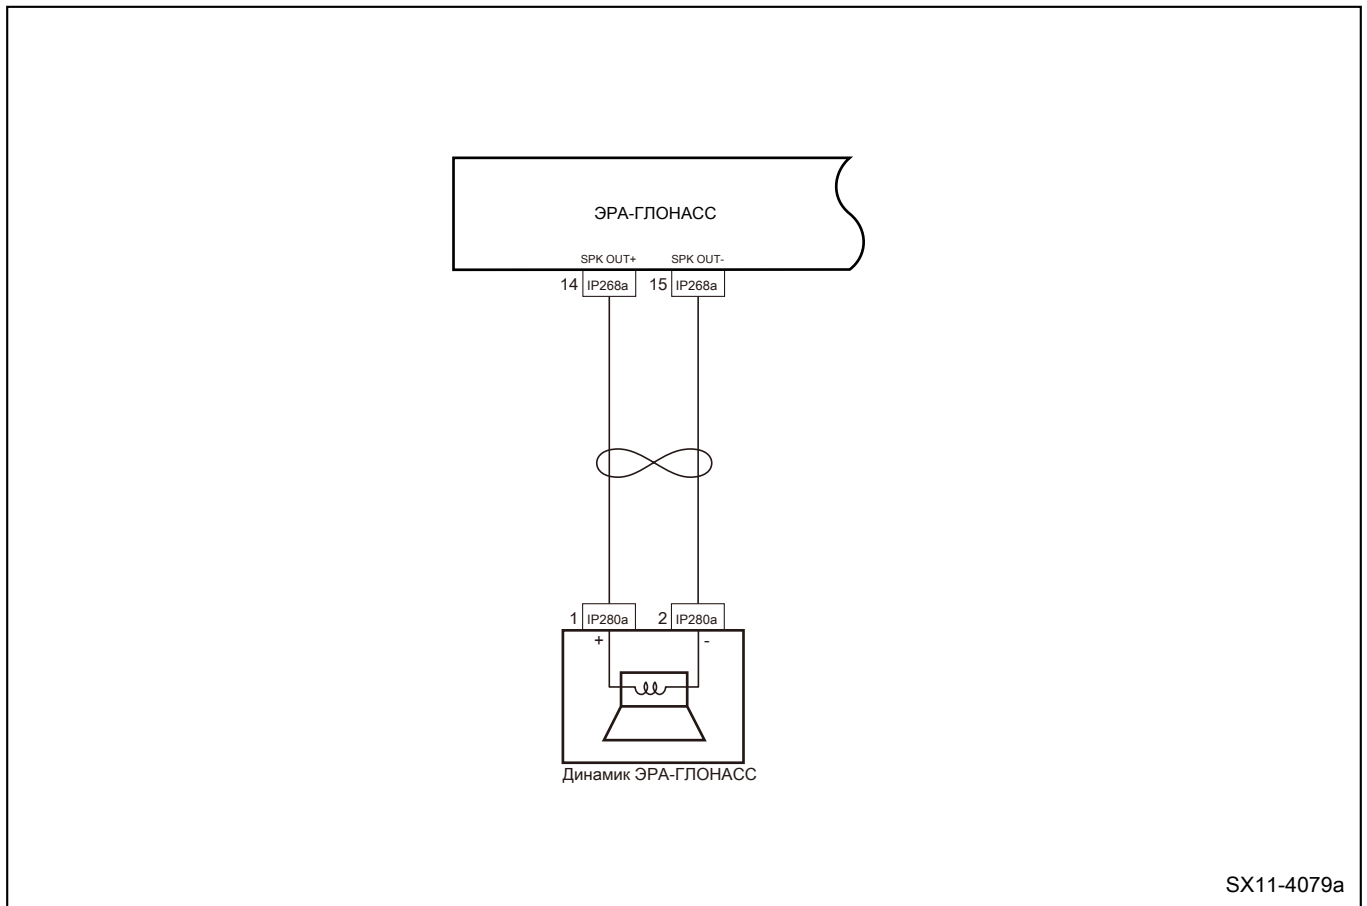 ЭРА-ГЛОНАСС
SPK OUT+ SPK OUT-
14 IP268a 15 IP268a
1 IP280a 2 IP280a
+ -
Динамик ЭРА-ГЛОНАСС
SX11-4079a